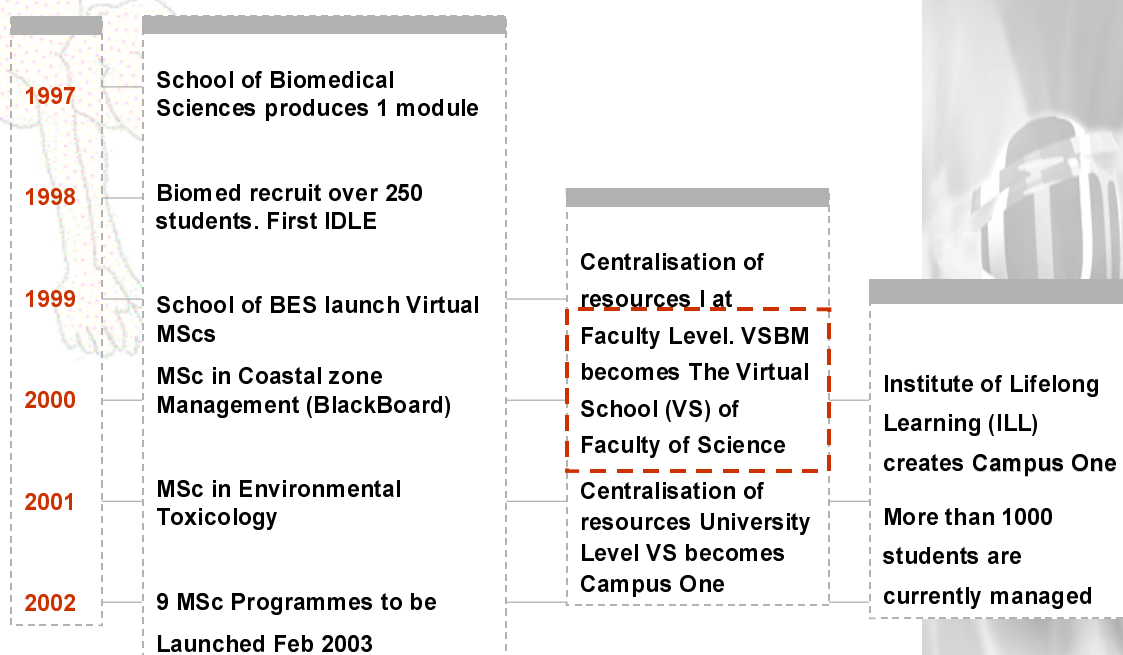 1997
School of Biomedical
Sciences produces 1 module
1998
Biomed recruit over 250
students. First IDLE
1999
School of BES launch Virtual
MScs
2000
MSc in Coastal zone
Management (BlackBoard)
2001
MSc in Environmental
Toxicology
2002
9 MSc Programmes to be
Launched Feb 2003
Centralisation of
resources I at
Faculty Level. VSBM
becomes The Virtual
School (VS) of
Faculty of Science
Centralisation of
resources University
Level VS becomes
Campus One
Institute of Lifelong
Learning (ILL)
creates Campus One
More than 1000
students are
currently managed